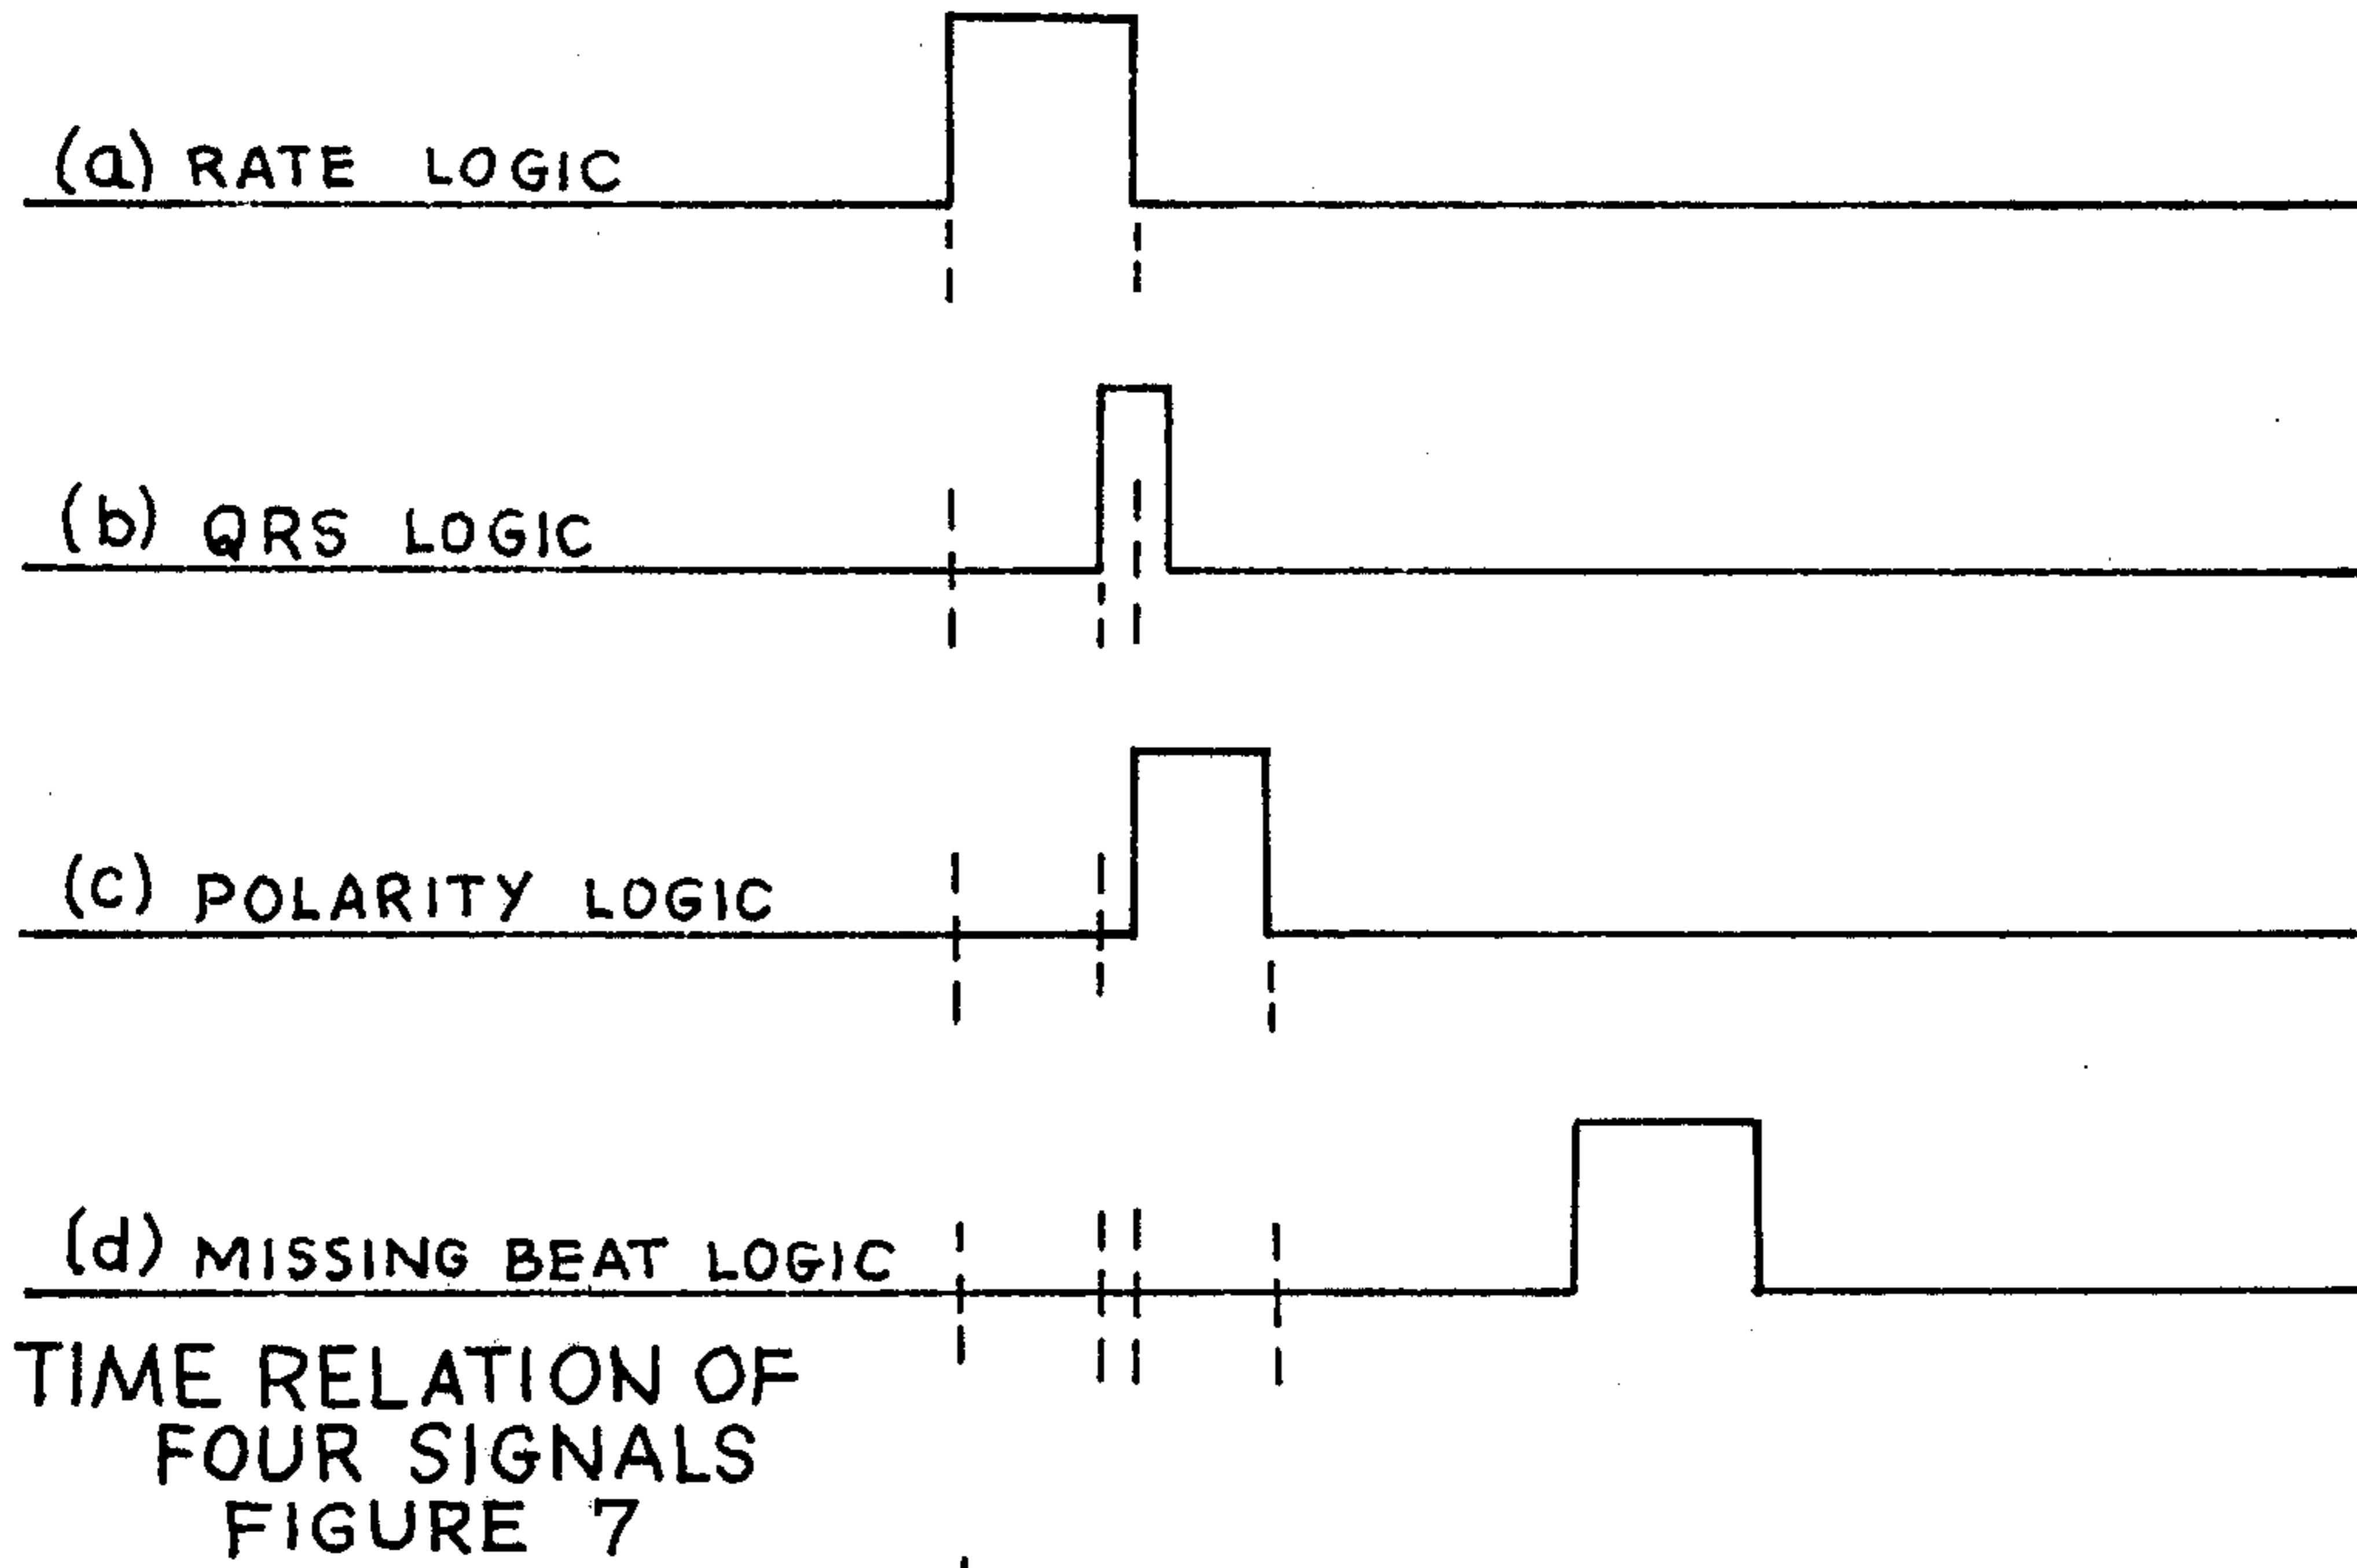 (a) RATE LOGIC
(b) QRS LOGIC
(c) POLARITY LOGIC
(d) MISSING BEAT LOGIC
TIME RELATION OF
FOUR SIGNALS
FIGURE 7